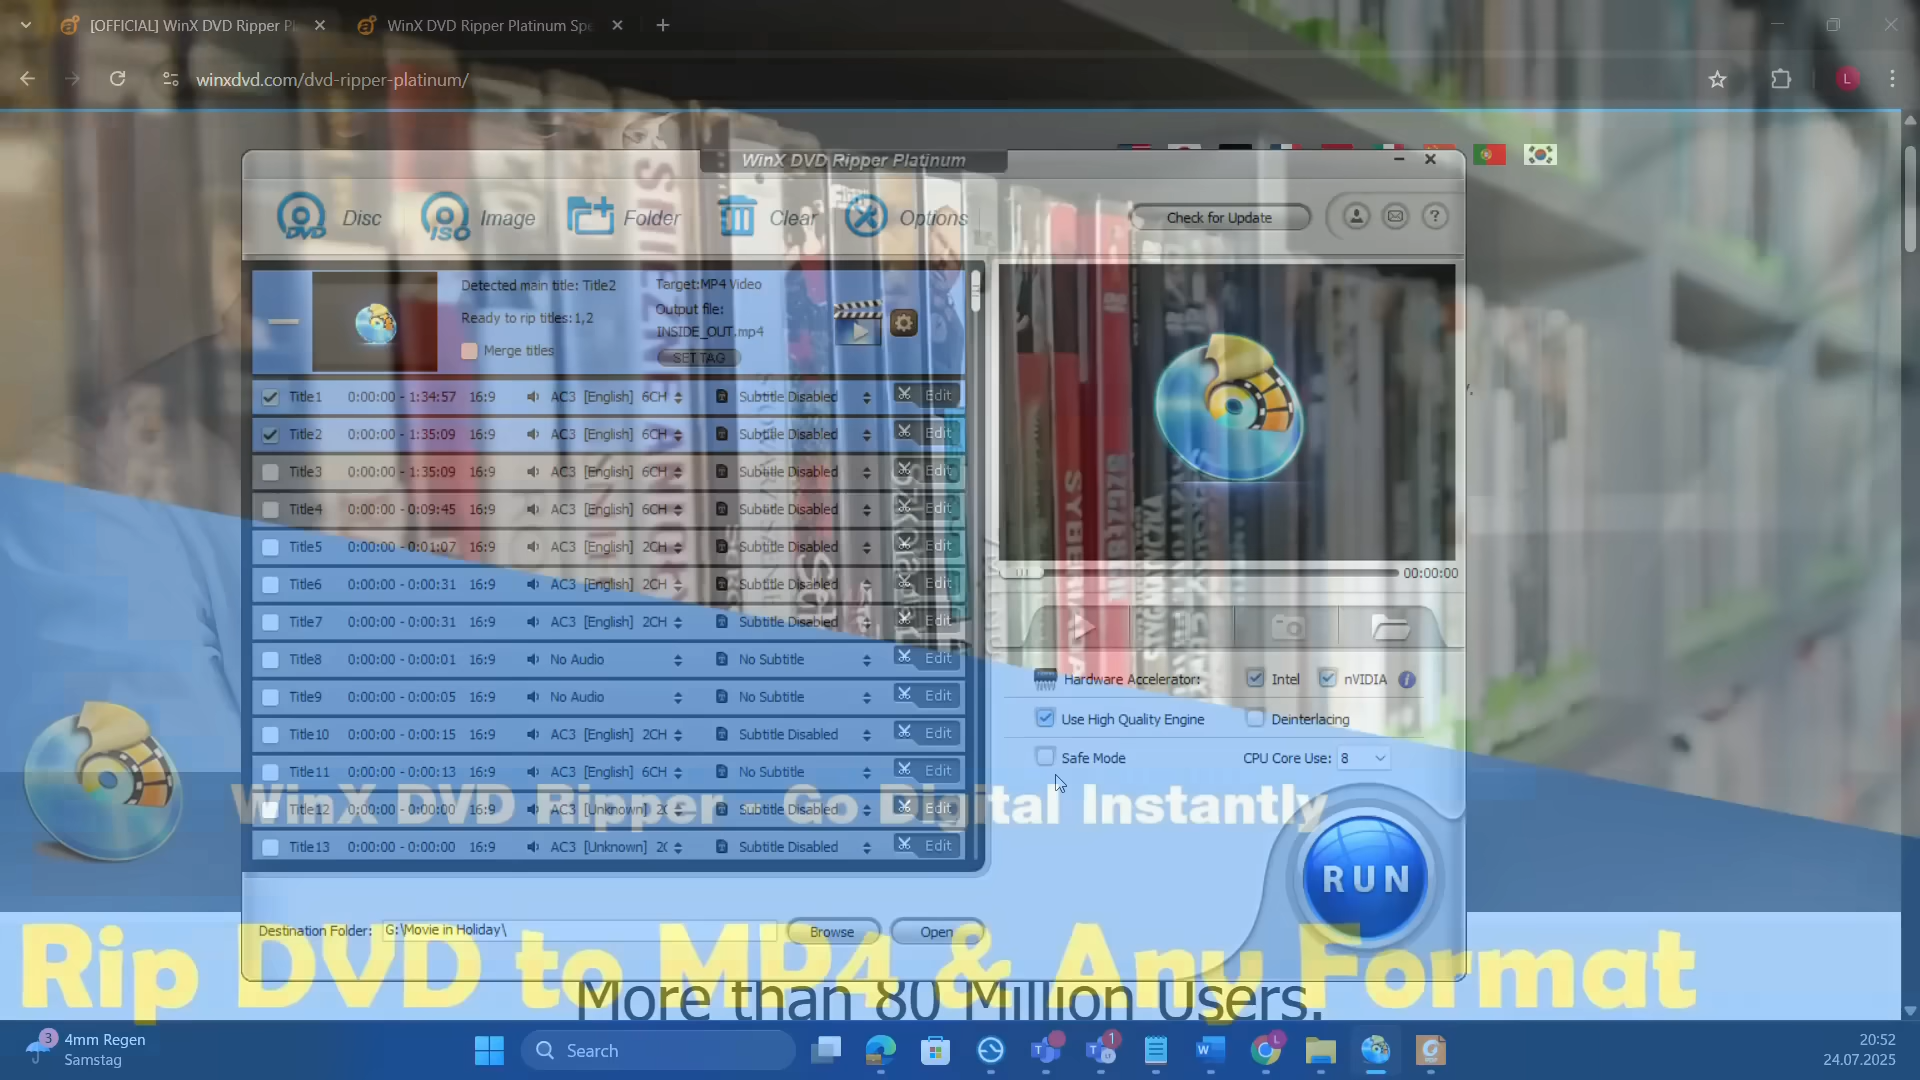 [OFFICIAL] WinX DVD Ripper Pl
WinX DVD Ripper Platinum Spe
winxdvd.com/dvd-ripper-platinum/
L
WinX DVD Ripper Platinum
DVD
Disc
ISO
Image
Folder
Clear
Options
Check for Update
?
Detected main title: Title2
Ready to rip titles:1,2
Merge titles
Target:MP4 Video
Output file:
INSIDE_OUT.mp4
SET TAG
Title1 0:00:00 - 1:34:57 16:9 AC3 [English] 6CH Subtitle Disabled Edit
Title2 0:00:00 - 1:35:09 16:9 AC3 [English] 6CH Subtitle Disabled Edit
Title3 0:00:00 - 1:35:09 16:9 AC3 [English] 6CH Subtitle Disabled Edit
Title4 0:00:00 - 0:09:45 16:9 AC3 [English] 6CH Subtitle Disabled Edit
Title5 0:00:00 - 0:01:07 16:9 AC3 [English] 2CH Subtitle Disabled Edit
Title6 0:00:00 - 0:00:31 16:9 AC3 [English] 2CH Subtitle Disabled Edit
Title7 0:00:00 - 0:00:31 16:9 AC3 [English] 2CH Subtitle Disabled Edit
Title8 0:00:00 - 0:00:01 16:9 No Audio No Subtitle Edit
Title9 0:00:00 - 0:00:05 16:9 No Audio No Subtitle Edit
Title10 0:00:00 - 0:00:15 16:9 AC3 [English] 2CH Subtitle Disabled Edit
Title11 0:00:00 - 0:00:13 16:9 AC3 [English] 6CH No Subtitle Edit
Title12 0:00:00 - 0:00:00 16:9 AC3 [Unknown] 2C Subtitle Disabled Edit
Title13 0:00:00 - 0:00:00 16:9 AC3 [Unknown] 2C Subtitle Disabled Edit
00:00:00
Hardware Accelerator: Intel nVIDIA
Use High Quality Engine Deinterlacing
Safe Mode CPU Core Use: 8
WinX DVD Ripper - Go Digital Instantly
RUN
Destination Folder: G:\Movie in Holiday\ Browse Open
Rip DVD to MP4 & Any Format
More than 80 Million Users.
3
4mm Regen
Samstag
Search
1
L
20:52
24.07.2025